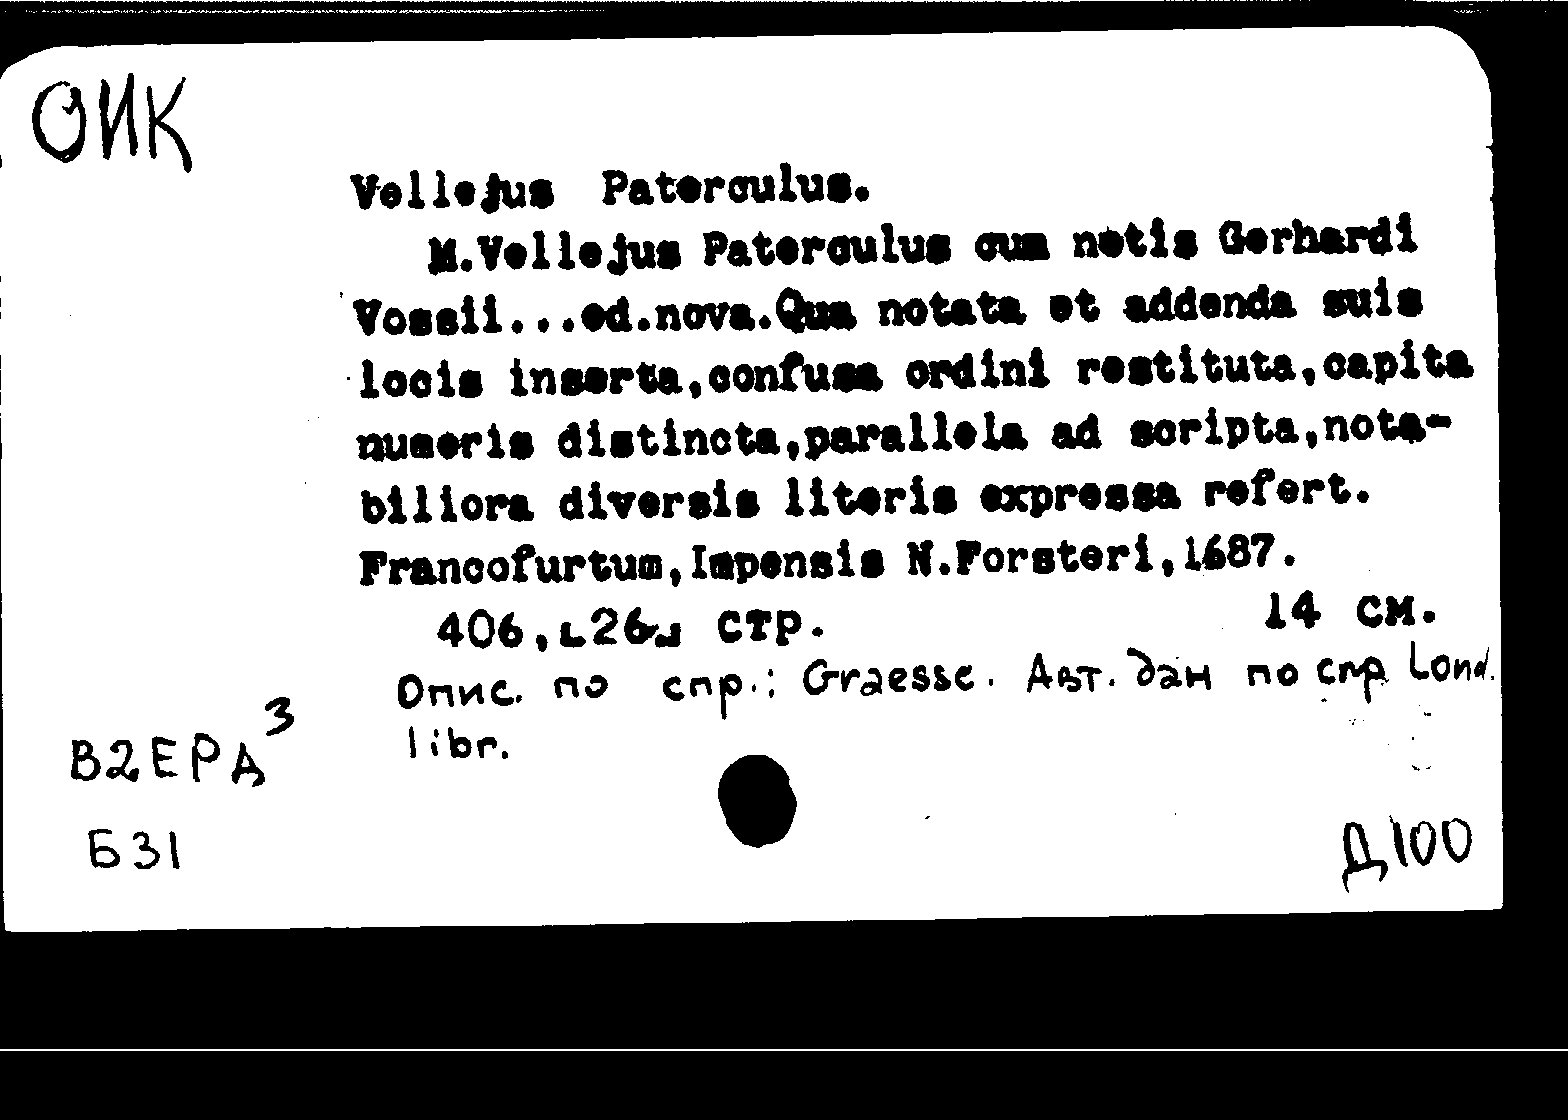 ОИК
Vellejus Paterculus.
M.Vellejus Paterculus cum notis Gerhardi
Vossii...ed.nova.Qua notata et addenda suis
locis inserta,confusa ordini restituta,capita
numeris distincta,parallela ad scripta,nota-
biliora diversis literis expressa refert.
Francofurtum,Impensis N.Forsteri,1687.
406,[26] стр. 14 см.
Опис. по спр.: Graesse. Авт. дан по спр Lond.
libr.
В2ЕРА³
Б31
Д100